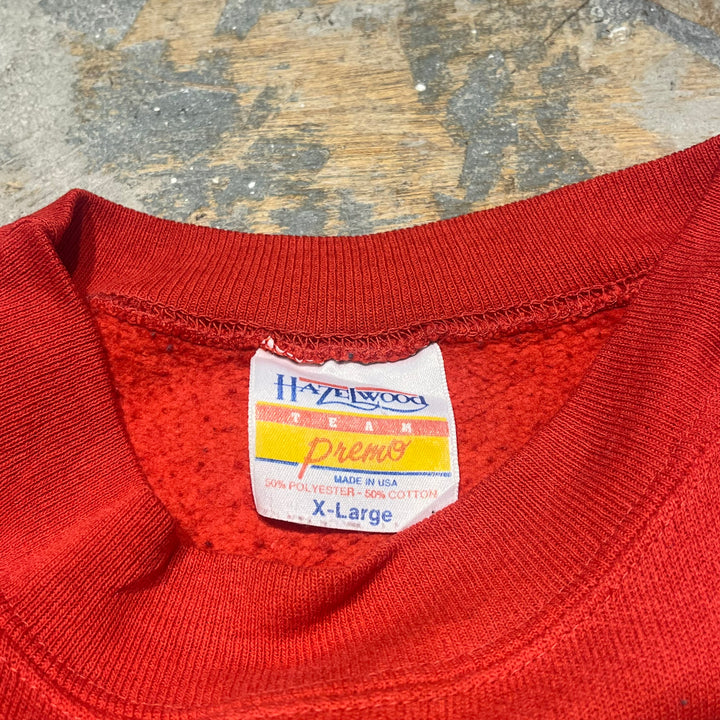 HAZELWOOD
TEAM
Premo
MADE IN USA
50% POLYESTER - 50% COTTON
X-Large